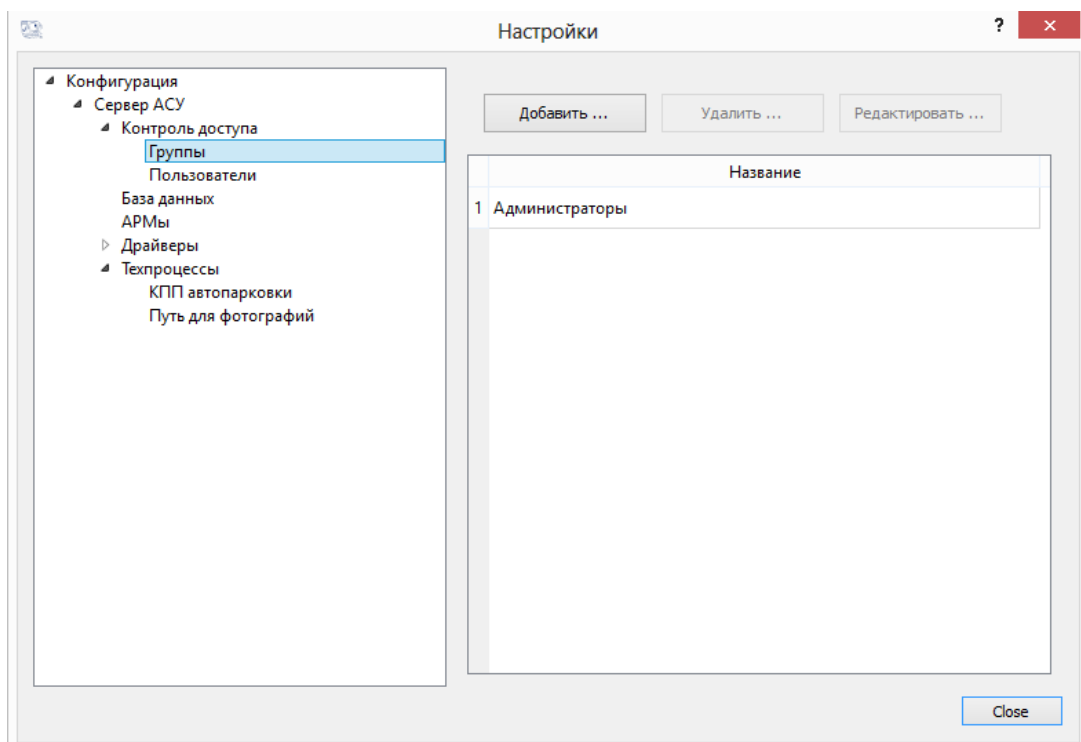 Настройки
?
Конфигурация
Сервер АСУ
Контроль доступа
Группы
Пользователи
База данных
АРМы
Драйверы
Техпроцессы
КПП автопарковки
Путь для фотографий
Добавить ... Удалить ... Редактировать ...
Название
1 Администраторы
Close